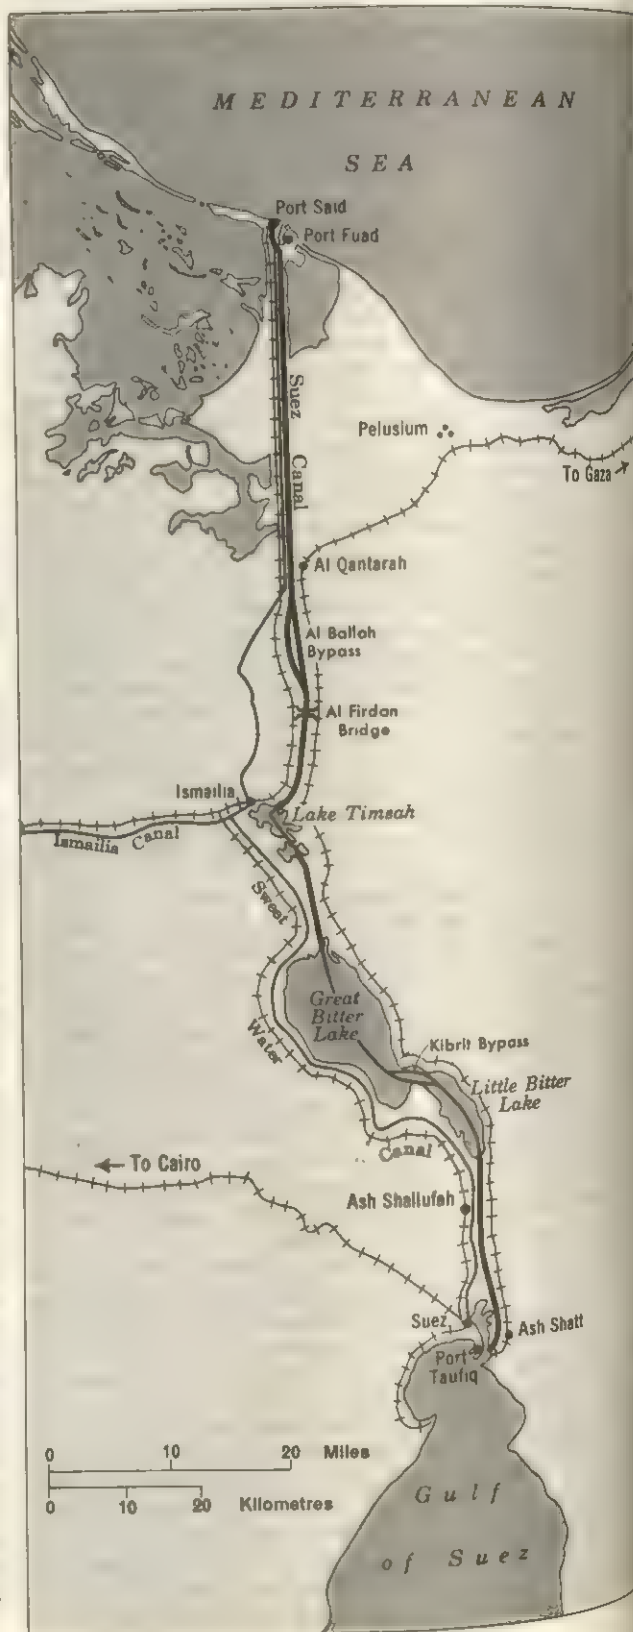 MEDITERRANEAN
SEA
Port Said
Port Fuad
Suez
Canal
Pelusium
To Gaza
Al Qantarah
Al Ballah
Bypass
Al Firdan
Bridge
Ismailia
Lake Timsah
Ismailia Canal
Sweet
Great
Bitter
Lake
Water
Kibrit Bypass
Little Bitter
Lake
Canal
To Cairo
Ash Shallufah
Suez
Ash Shatt
Port
Taufiq
0 10 20 Miles
0 10 20 Kilometres
Gulf
of Suez